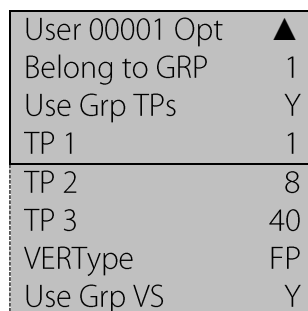 User 00001 Opt ▲
Belong to GRP 1
Use Grp TPs Y
TP 1 1
TP 2 8
TP 3 40
VERType FP
Use Grp VS Y